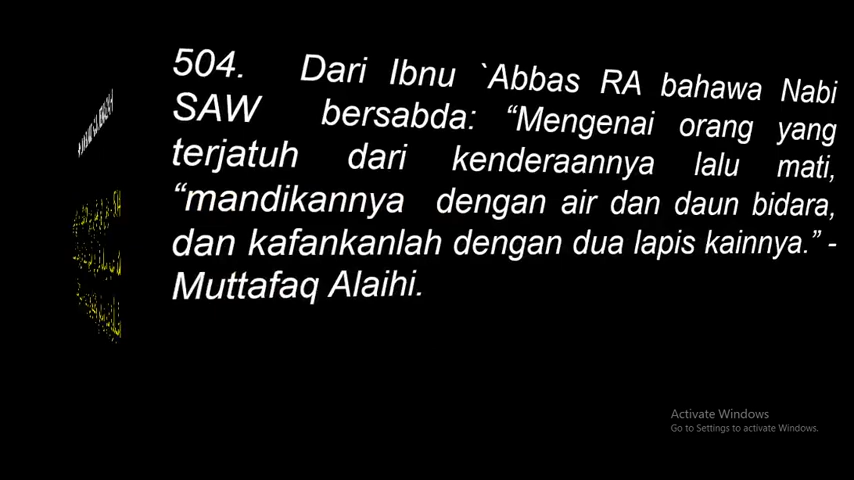 504. Dari Ibnu `Abbas RA bahawa Nabi
SAW bersabda: “Mengenai orang yang
terjatuh dari kenderaannya lalu mati,
“mandikannya dengan air dan daun bidara,
dan kafankanlah dengan dua lapis kainnya.” -
Muttafaq Alaihi.
Activate Windows
Go to Settings to activate Windows.